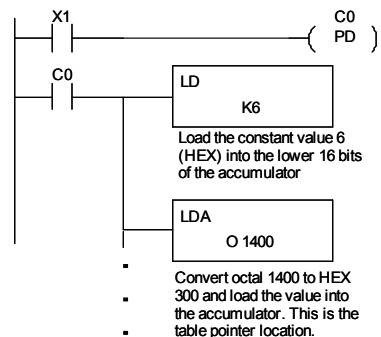 X1
C0
PD
C0
LD
K6
Load the constant value 6
(HEX) into the lower 16 bits
of the accumulator
LDA
O 1400
Convert octal 1400 to HEX
300 and load the value into
the accumulator. This is the
table pointer location.